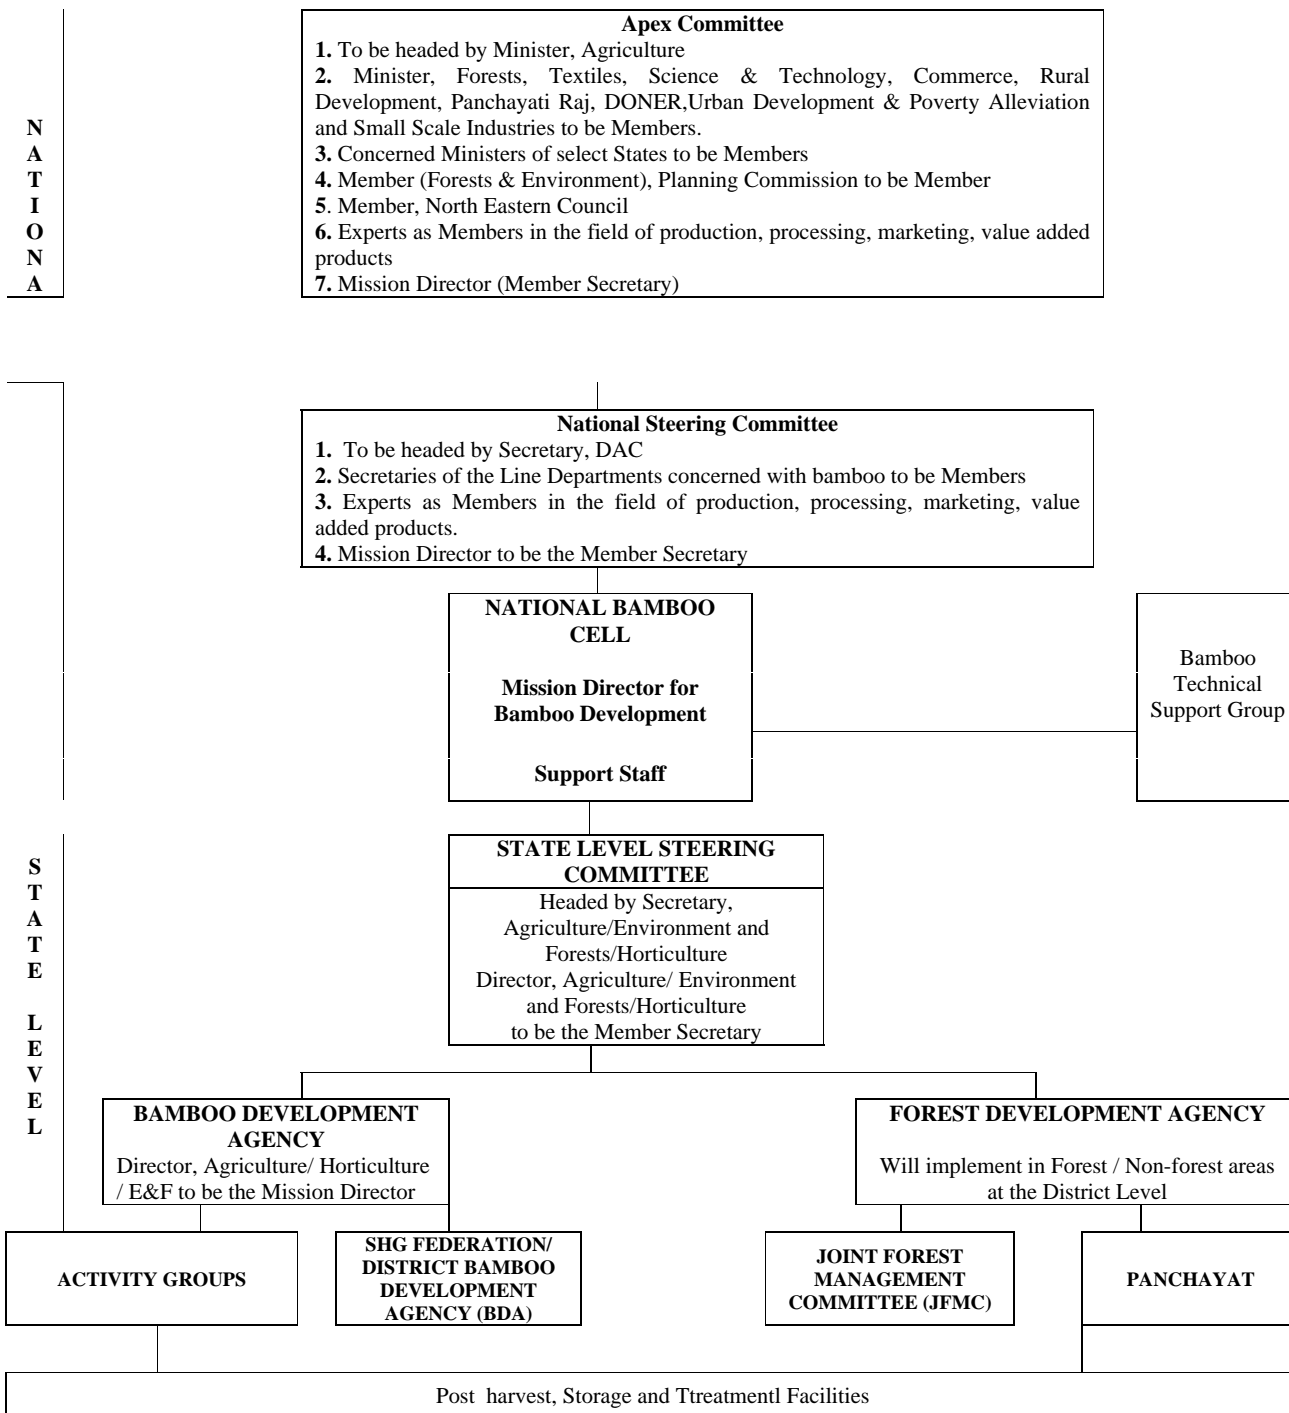 Apex Committee
1. To be headed by Minister, Agriculture
2. Minister, Forests, Textiles, Science & Technology, Commerce, Rural
Development, Panchayati Raj, DONER,Urban Development & Poverty Alleviation
and Small Scale Industries to be Members.
3. Concerned Ministers of select States to be Members
4. Member (Forests & Environment), Planning Commission to be Member
5. Member, North Eastern Council
6. Experts as Members in the field of production, processing, marketing, value added
products
7. Mission Director (Member Secretary)
N
A
T
I
O
N
A
National Steering Committee
1. To be headed by Secretary, DAC
2. Secretaries of the Line Departments concerned with bamboo to be Members
3. Experts as Members in the field of production, processing, marketing, value
added products.
4. Mission Director to be the Member Secretary
NATIONAL BAMBOO
CELL
Mission Director for
Bamboo Development
Support Staff
Bamboo
Technical
Support Group
S
T
A
T
E
L
E
V
E
L
STATE LEVEL STEERING
COMMITTEE
Headed by Secretary,
Agriculture/Environment and
Forests/Horticulture
Director, Agriculture/ Environment
and Forests/Horticulture
to be the Member Secretary
BAMBOO DEVELOPMENT
AGENCY
Director, Agriculture/ Horticulture
/ E&F to be the Mission Director
FOREST DEVELOPMENT AGENCY
Will implement in Forest / Non-forest areas
at the District Level
ACTIVITY GROUPS
SHG FEDERATION/
DISTRICT BAMBOO
DEVELOPMENT
AGENCY (BDA)
JOINT FOREST
MANAGEMENT
COMMITTEE (JFMC)
PANCHAYAT
Post harvest, Storage and Ttreatmentl Facilities